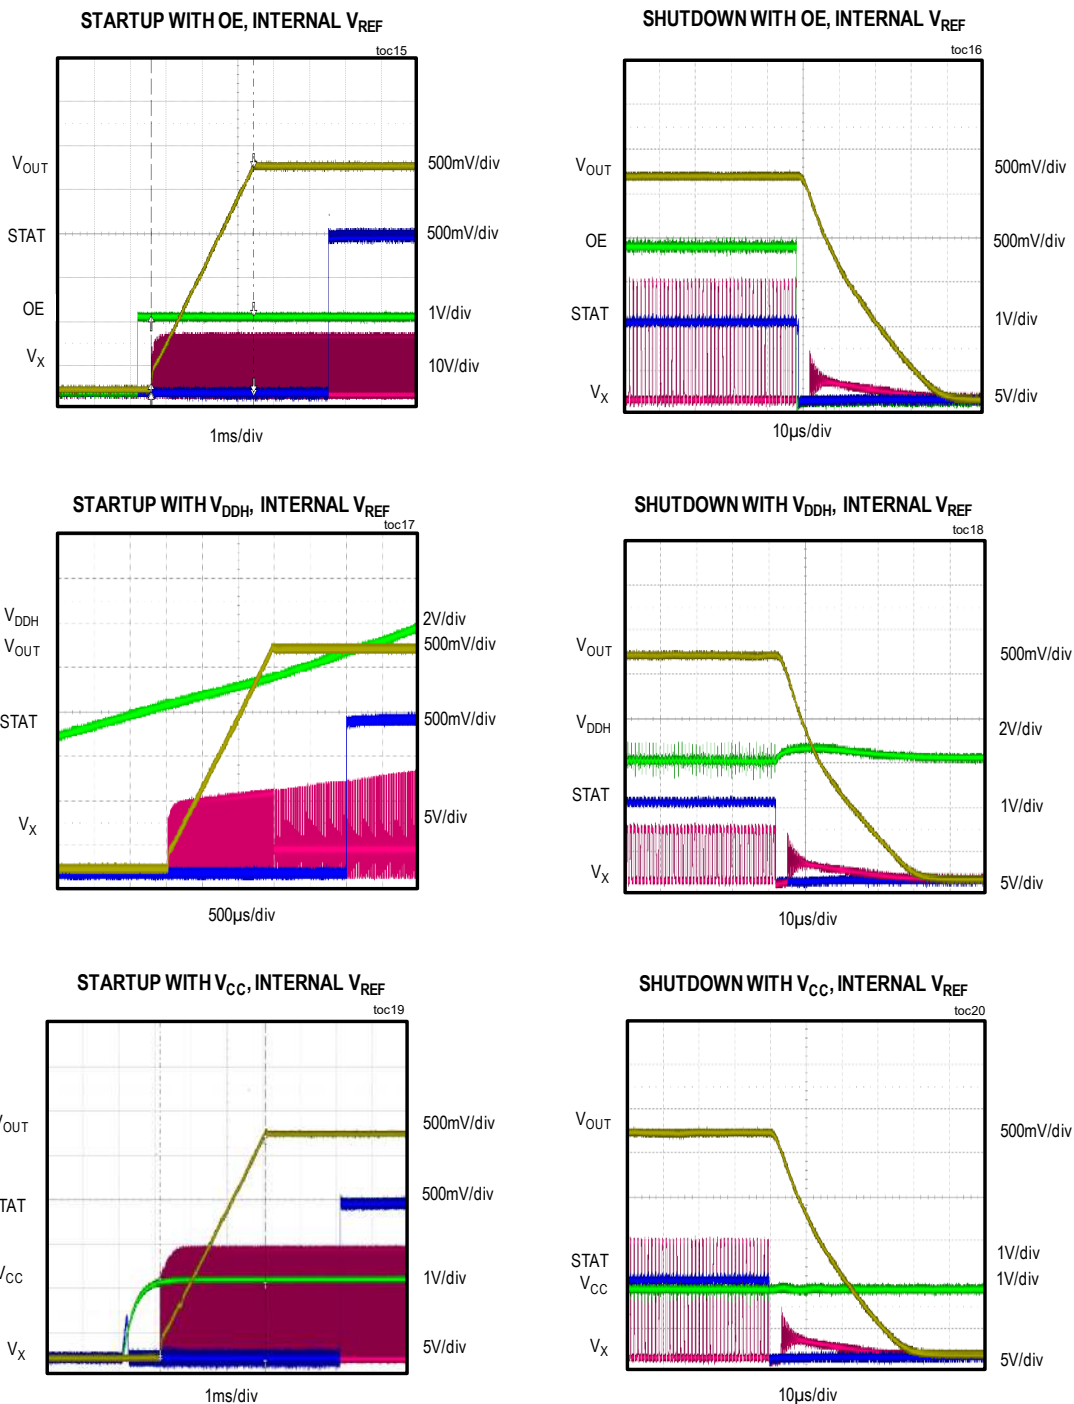 STARTUP WITH OE, INTERNAL VREF
toc15
VOUT
500mV/div
STAT
500mV/div
OE
1V/div
VX
10V/div
1ms/div
SHUTDOWN WITH OE, INTERNAL VREF
toc16
VOUT
500mV/div
OE
500mV/div
STAT
1V/div
VX
5V/div
10µs/div
STARTUP WITH VDDH, INTERNAL VREF
toc17
VDDH
2V/div
VOUT
500mV/div
STAT
500mV/div
VX
5V/div
500µs/div
SHUTDOWN WITH VDDH, INTERNAL VREF
toc18
VOUT
500mV/div
VDDH
2V/div
STAT
1V/div
VX
5V/div
10µs/div
STARTUP WITH VCC, INTERNAL VREF
toc19
VOUT
500mV/div
TAT
500mV/div
VCC
1V/div
VX
5V/div
1ms/div
SHUTDOWN WITH VCC, INTERNAL VREF
toc20
VOUT
500mV/div
STAT
1V/div
VCC
1V/div
VX
5V/div
10µs/div